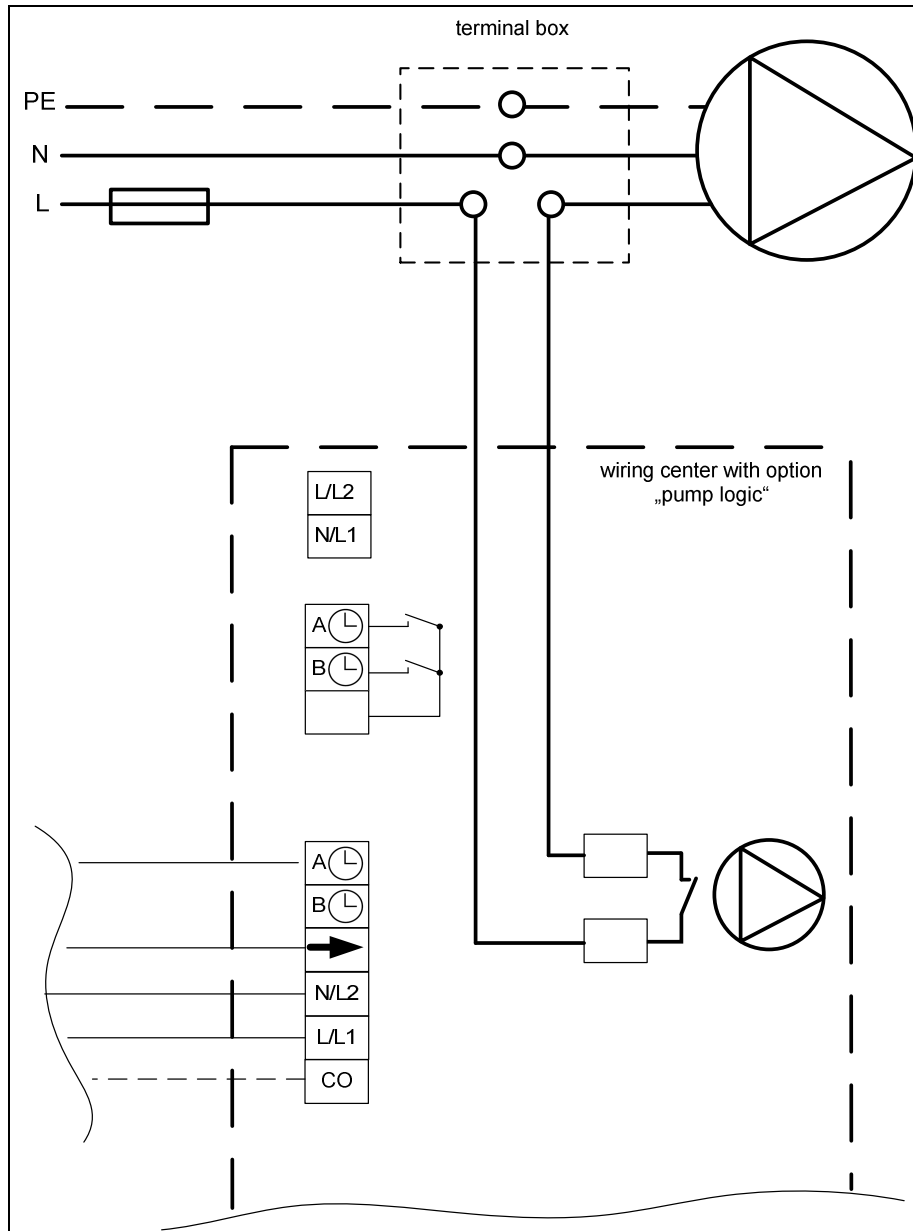 terminal box
PE
N
L
wiring center with option
„pump logic“
L/L2
N/L1
A
B
A
B
N/L2
L/L1
CO